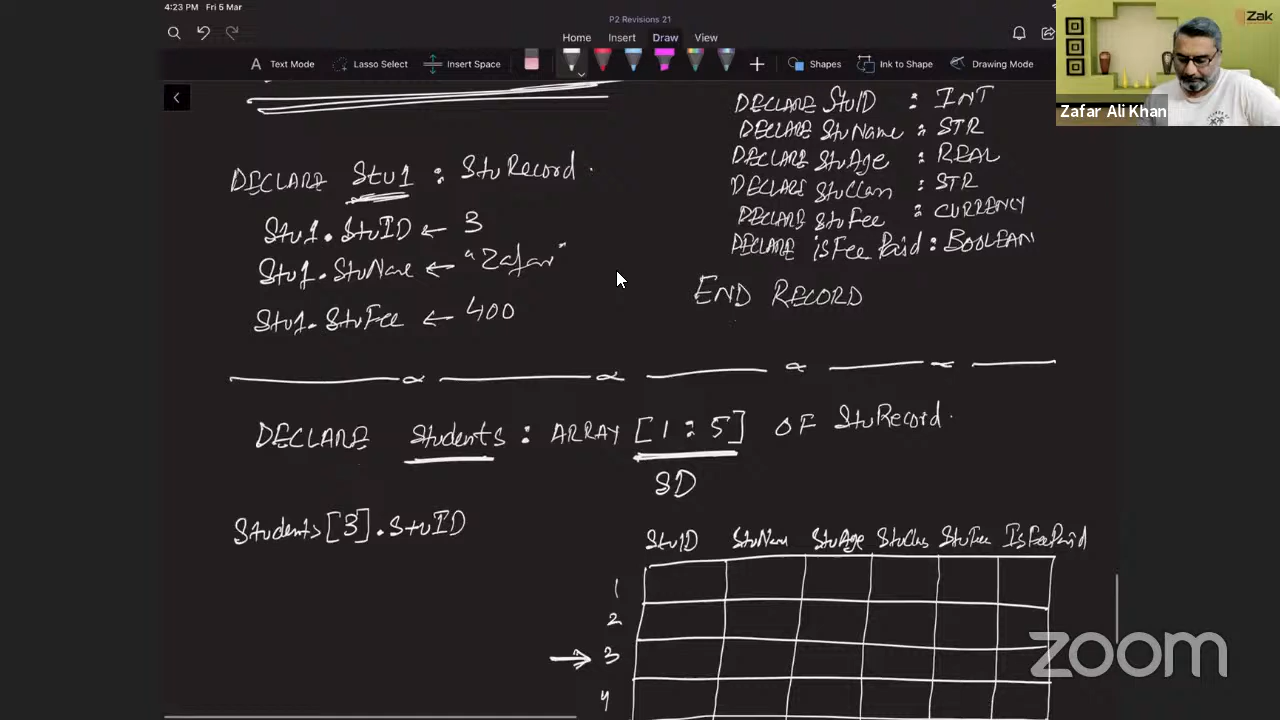 4:23 PM Fri 5 Mar
P2 Revisions 21
Home Insert Draw View
Text Mode Lasso Select Insert Space Shapes Ink to Shape Drawing Mode
Zak
Zafar Ali Khan
DECLARE StuID : INT
DECLARE StuName : STR
DECLARE StuAge : REAL
DECLARE StuClass : STR
DECLARE StuFee : CURRENCY
DECLARE isFeePaid : BOOLEAN
END RECORD
DECLARE Stu1 : StuRecord.
Stu1.StuID ← 3
Stu1.StuName ← "Zafar"
Stu1.StuFee ← 400
DECLARE Students : ARRAY [1 : 5] OF StuRecord.
SD
Students[3].StuID
StuID StuNam StuAge StuClas StuFee IsFeePaid
1
2
→ 3
4
zoom